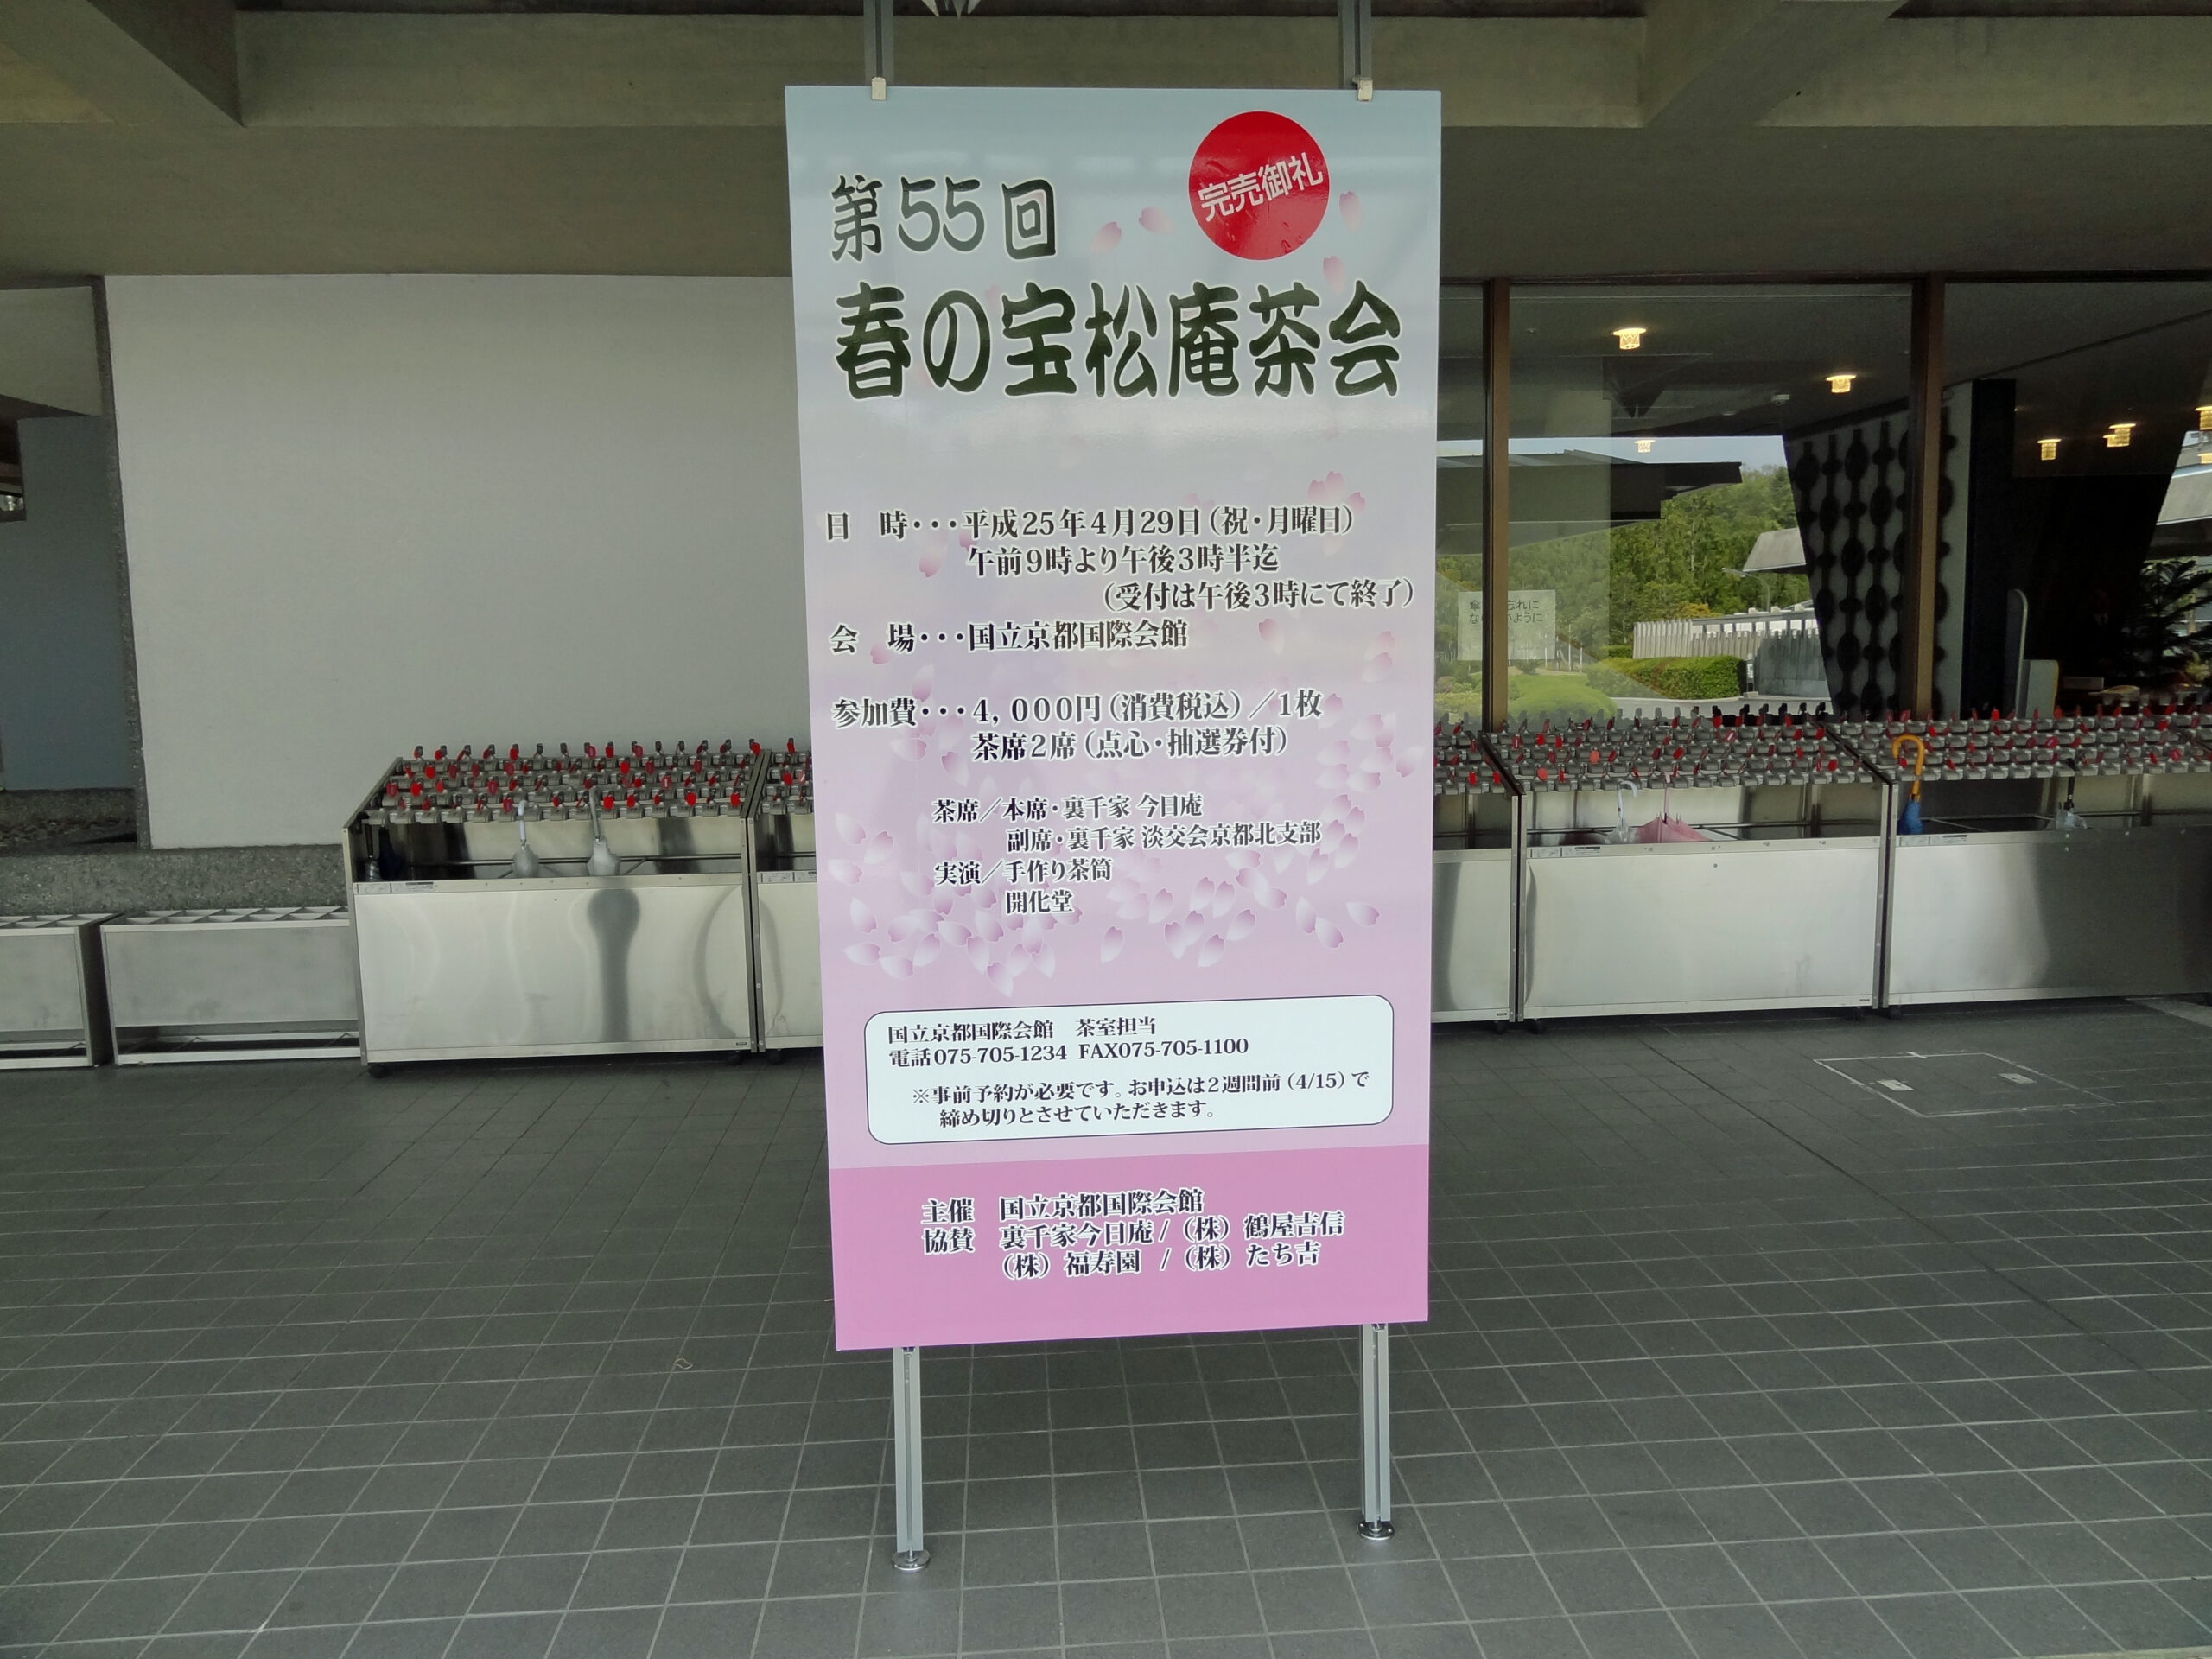 完売御礼
第55回
春の宝松庵茶会
日　時・・・平成25年4月29日（祝・月曜日）
午前9時より午後3時半迄
（受付は午後3時にて終了）
会　場・・・国立京都国際会館
参加費・・・4,000円（消費税込）／1枚
茶席2席（点心・抽選券付）
茶席／本席・裏千家 今日庵
副席・裏千家 淡交会京都北支部
実演／手作り茶筒
開化堂
国立京都国際会館　茶室担当
電話075-705-1234 FAX075-705-1100
※事前予約が必要です。お申込は2週間前（4/15）で
締め切りとさせていただきます。
主催　国立京都国際会館
協賛　裏千家今日庵 /（株）鶴屋吉信
（株）福寿園 /（株）たち吉